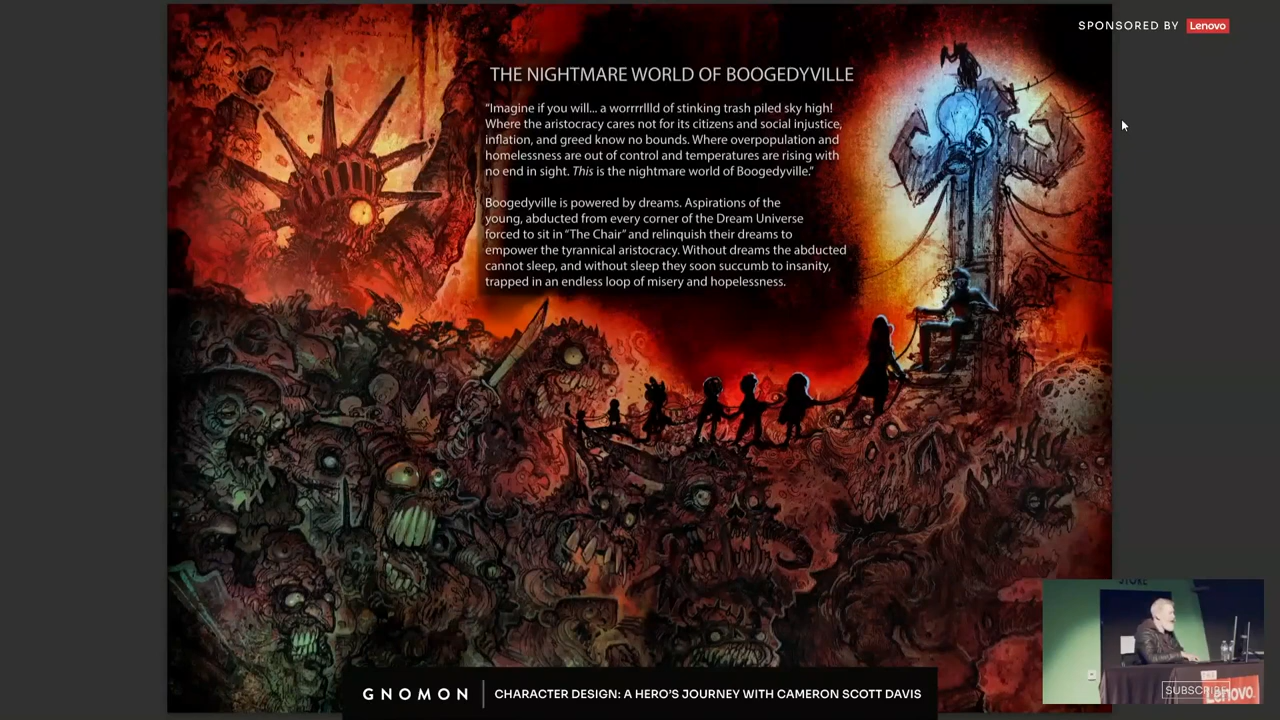 SPONSORED BY Lenovo
THE NIGHTMARE WORLD OF BOOGEDYVILLE
“Imagine if you will... a worrrrllld of stinking trash piled sky high!
Where the aristocracy cares not for its citizens and social injustice,
inflation, and greed know no bounds. Where overpopulation and
homelessness are out of control and temperatures are rising with
no end in sight. This is the nightmare world of Boogedyville.”
Boogedyville is powered by dreams. Aspirations of the
young, abducted from every corner of the Dream Universe
forced to sit in “The Chair” and relinquish their dreams to
empower the tyrannical aristocracy. Without dreams the abducted
cannot sleep, and without sleep they soon succumb to insanity,
trapped in an endless loop of misery and hopelessness.
STORE
SUBSCRIBE
Lenovo.
GNOMON
CHARACTER DESIGN: A HERO’S JOURNEY WITH CAMERON SCOTT DAVIS